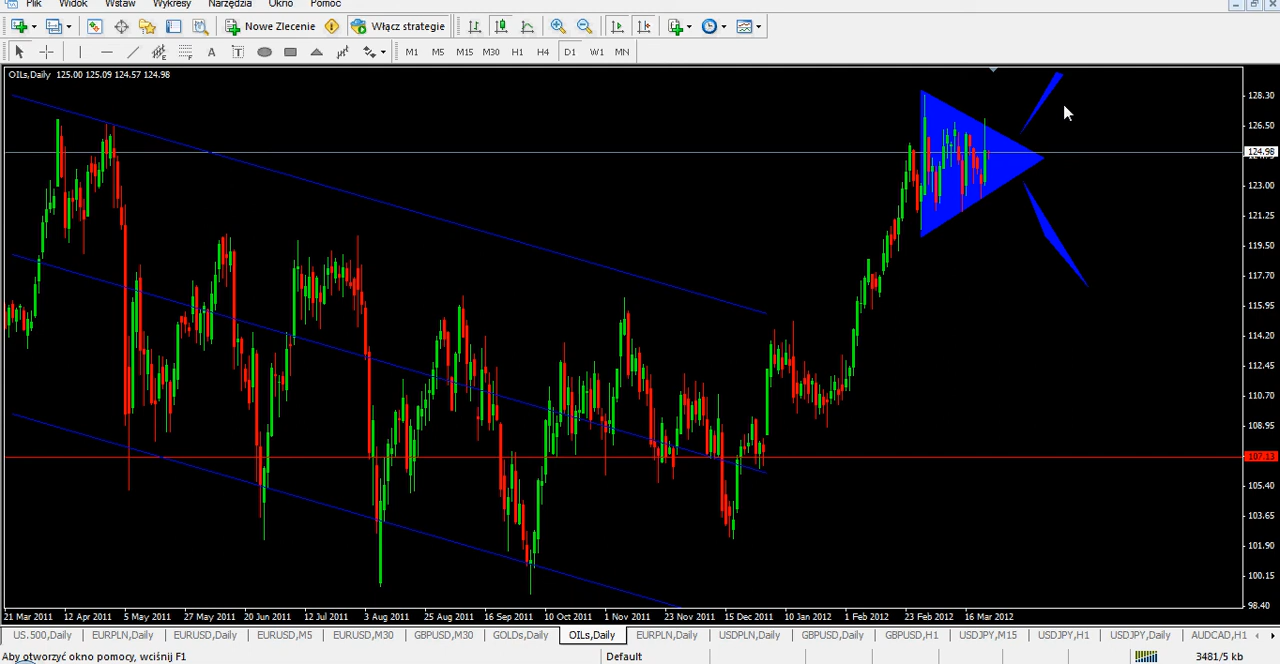 Plik Widok Wstaw Wykresy Narzędzia Okno Pomoc
Nowe Zlecenie Włącz strategie
A T M1 M5 M15 M30 H1 H4 D1 W1 MN
OILs,Daily 125.00 125.09 124.57 124.98
128.30
126.50
124.98
123.00
121.25
119.50
117.70
115.95
114.20
112.45
110.70
108.95
107.13
105.40
103.65
101.90
100.15
98.40
21 Mar 2011 12 Apr 2011 5 May 2011 27 May 2011 20 Jun 2011 12 Jul 2011 3 Aug 2011 25 Aug 2011 16 Sep 2011 10 Oct 2011 1 Nov 2011 23 Nov 2011 15 Dec 2011 10 Jan 2012 1 Feb 2012 23 Feb 2012 16 Mar 2012
US.500,Daily EURPLN,Daily EURUSD,Daily EURUSD,M5 EURUSD,M30 GBPUSD,M30 GOLDs,Daily OILs,Daily EURPLN,Daily USDPLN,Daily GBPUSD,Daily GBPUSD,H1 USDJPY,M15 USDJPY,H1 USDJPY,Daily AUDCAD,H1
Aby otworzyć okno pomocy, wciśnij F1 Default 3481/5 kb